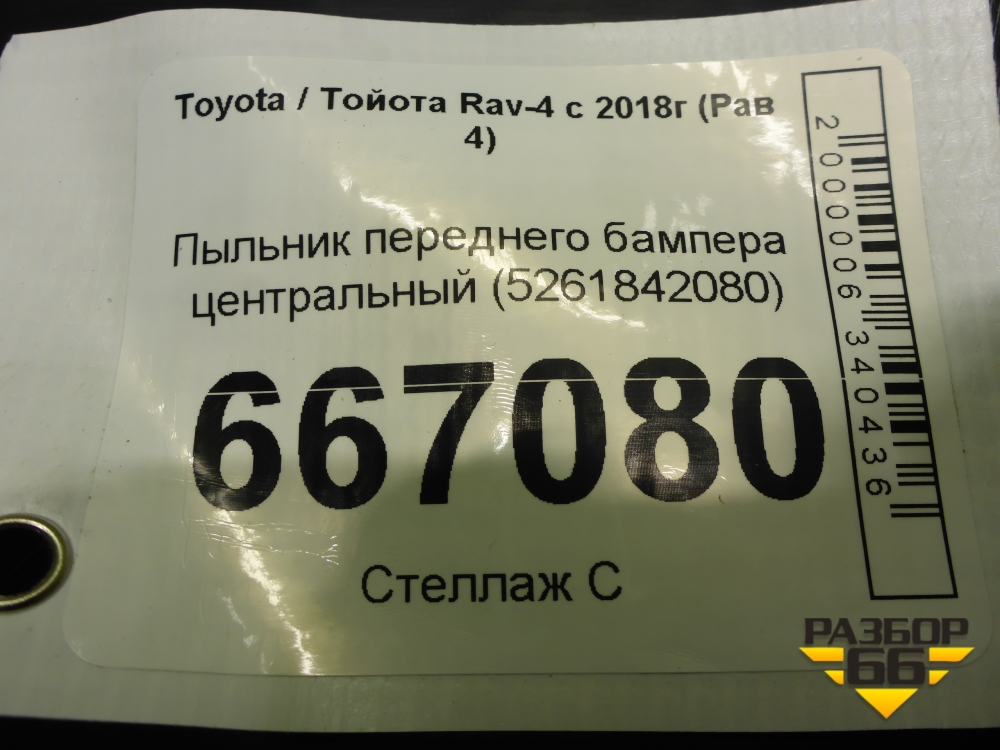 Toyota / Тойота Rav-4 с 2018г (Рав
4)
Пыльник переднего бампера
центральный (5261842080)
667080
Стеллаж С
2000006340436
РАЗБОР
66